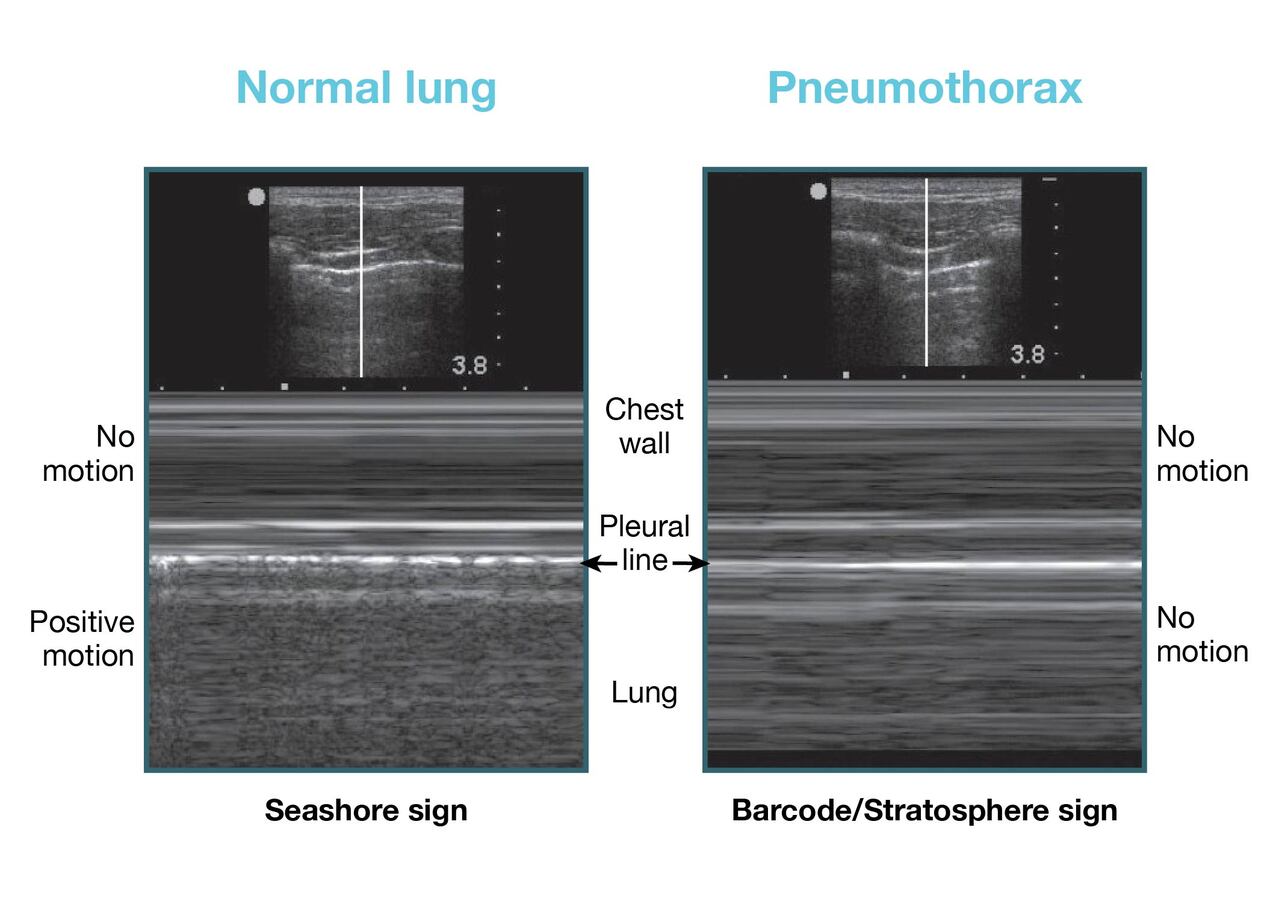 Normal lung
Pneumothorax
3.8
3.8
No
motion
Chest
wall
No
motion
Pleural
line
Positive
motion
No
motion
Lung
Seashore sign
Barcode/Stratosphere sign